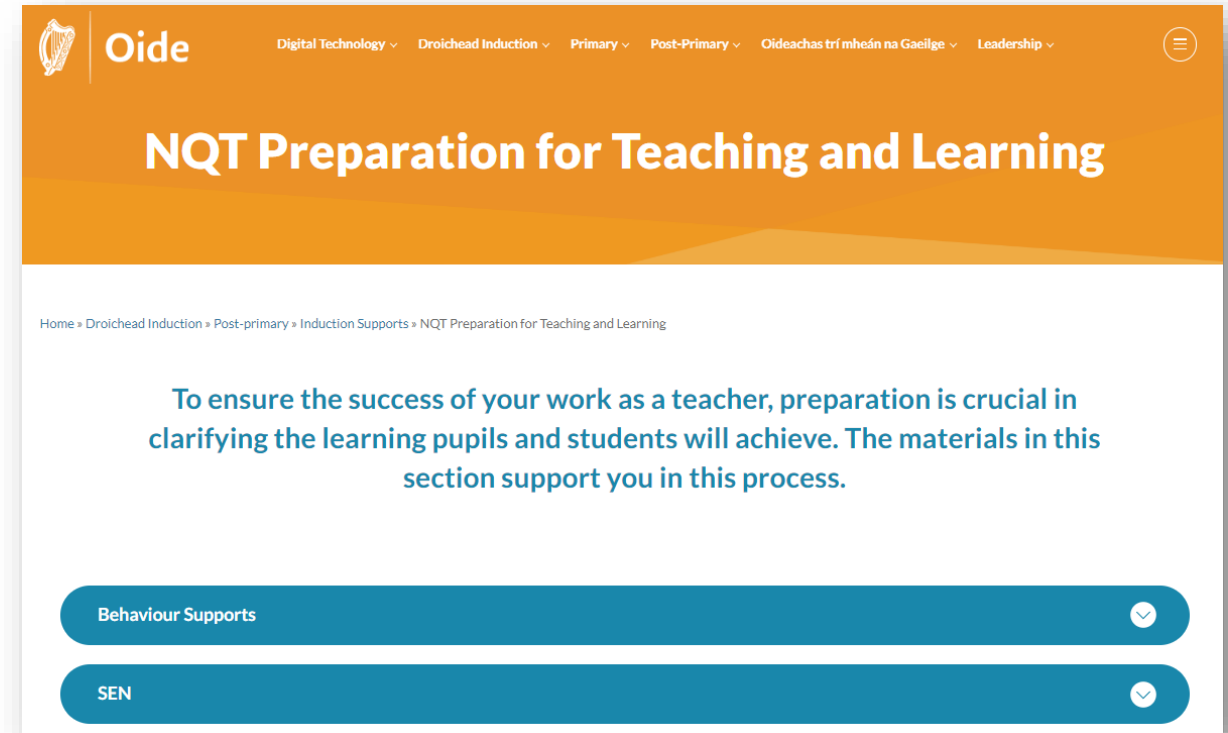 Oide
Digital Technology Droichead Induction Primary Post-Primary Oideachas trí mheán na Gaeilge Leadership
NQT Preparation for Teaching and Learning
Home » Droichead Induction » Post-primary » Induction Supports » NQT Preparation for Teaching and Learning
To ensure the success of your work as a teacher, preparation is crucial in
clarifying the learning pupils and students will achieve. The materials in this
section support you in this process.
Behaviour Supports
SEN